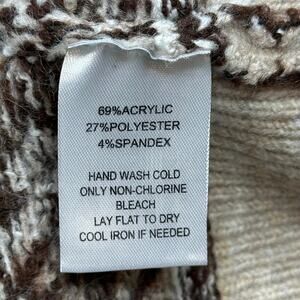 69%ACRYLIC
27%POLYESTER
4%SPANDEX
HAND WASH COLD
ONLY NON-CHLORINE
BLEACH
LAY FLAT TO DRY
COOL IRON IF NEEDED